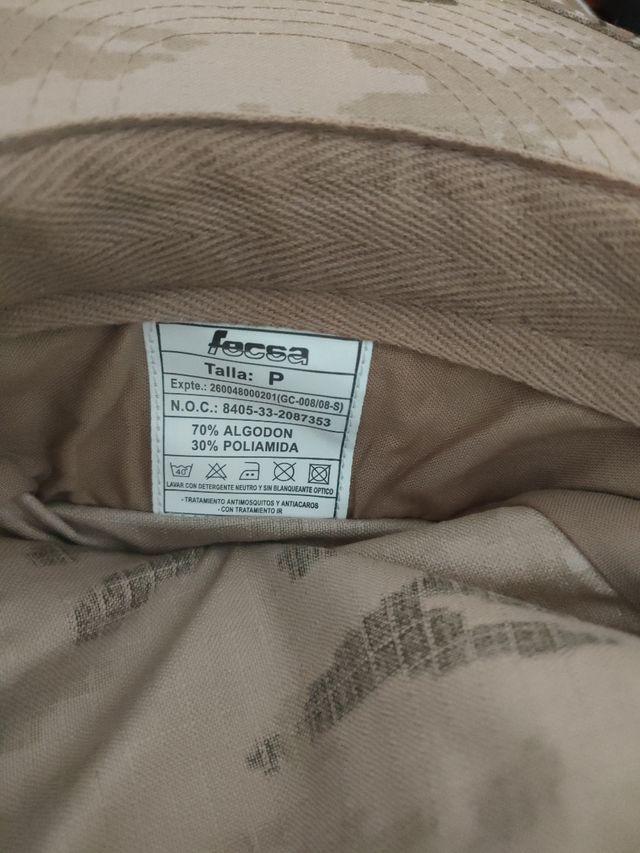 fecsa
Talla: P
Expte.: 260048000201(GC-008/08-S)
N.O.C.: 8405-33-2087353
70% ALGODON
30% POLIAMIDA
40
LAVAR CON DETERGENTE NEUTRO Y SIN BLANQUEANTE OPTICO
- TRATAMIENTO ANTIMOSQUITOS Y ANTIACAROS
- CON TRATAMIENTO IR